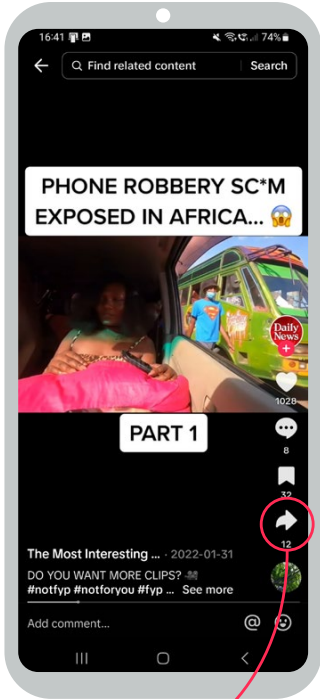 16:41
74%
Find related content
Search
PHONE ROBBERY SC*M
EXPOSED IN AFRICA... 😱
Daily
News
1028
8
PART 1
32
12
The Most Interesting ... · 2022-01-31
DO YOU WANT MORE CLIPS? 🎥
#notfyp #notforyou #fyp ... See more
Add comment...